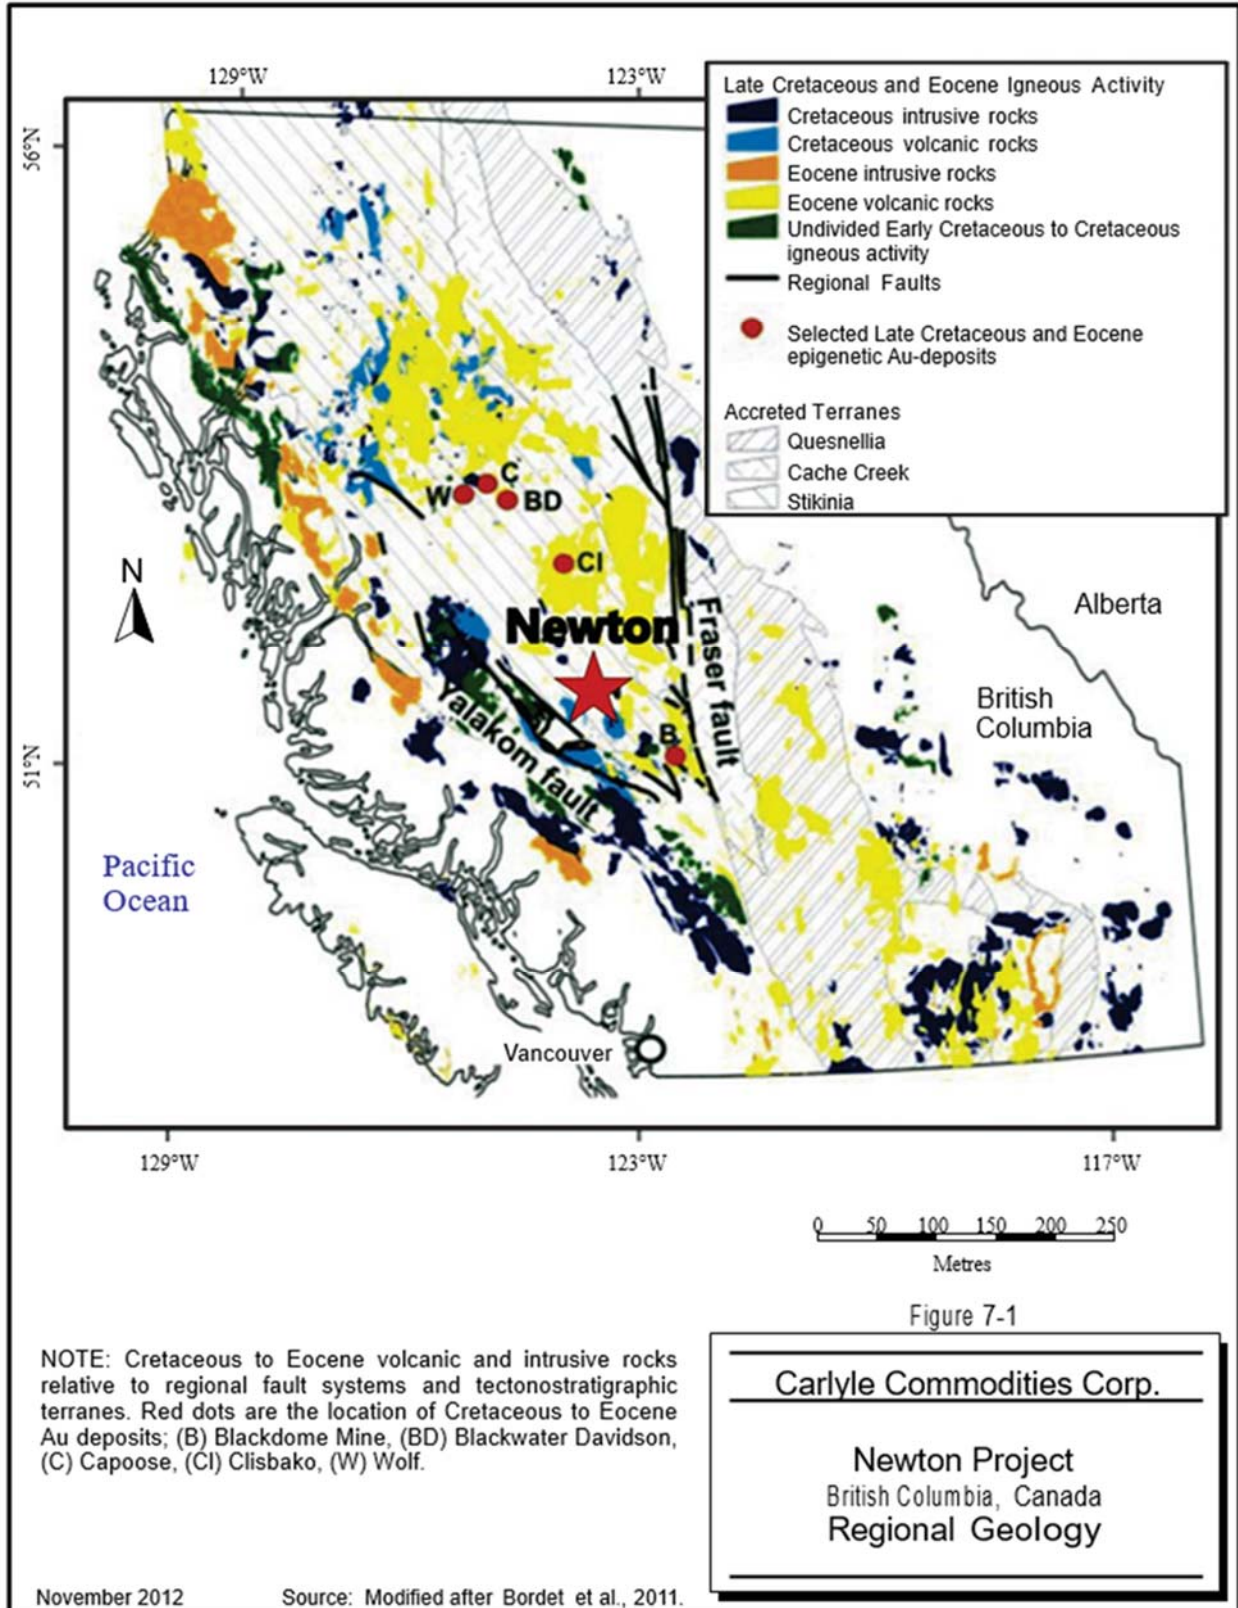 129°W
123°W
56°N
51°N
Late Cretaceous and Eocene Igneous Activity
Cretaceous intrusive rocks
Cretaceous volcanic rocks
Eocene intrusive rocks
Eocene volcanic rocks
Undivided Early Cretaceous to Cretaceous
igneous activity
Regional Faults
Selected Late Cretaceous and Eocene
epigenetic Au-deposits
Accreted Terranes
Quesnellia
Cache Creek
Stikinia
C
W
BD
CI
N
Newton
Fraser fault
Yalakom fault
B
Alberta
British
Columbia
Pacific
Ocean
Vancouver
129°W
123°W
117°W
0 50 100 150 200 250
Metres
Figure 7-1
NOTE: Cretaceous to Eocene volcanic and intrusive rocks
relative to regional fault systems and tectonostratigraphic
terranes. Red dots are the location of Cretaceous to Eocene
Au deposits; (B) Blackdome Mine, (BD) Blackwater Davidson,
(C) Capoose, (CI) Clisbako, (W) Wolf.
Carlyle Commodities Corp.
Newton Project
British Columbia, Canada
Regional Geology
November 2012
Source: Modified after Bordet et al., 2011.